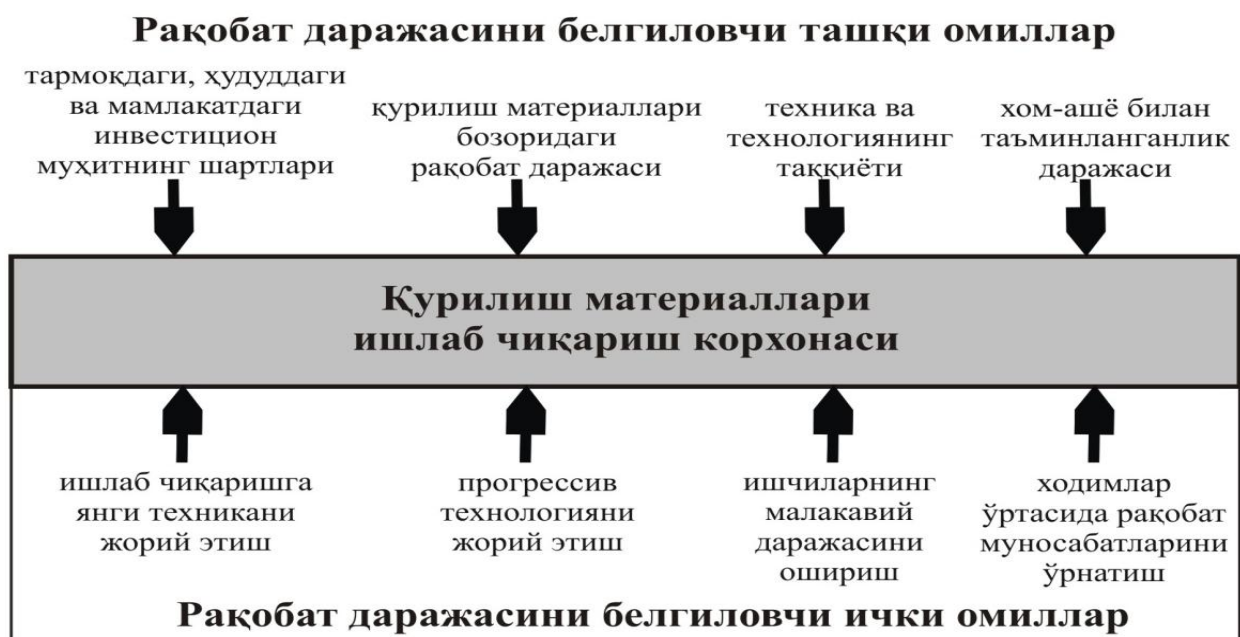 Рақобат даражасини белгиловчи ташқи омиллар
тармоқдаги, ҳудуддаги
ва мамлакатдаги
инвестицион
муҳитнинг шартлари
қурилиш материаллари
бозоридаги
рақобат даражаси
техника ва
технологиянинг
таққиёти
хом-ашё билан
таъминланганлик
даражаси
Қурилиш материаллари
ишлаб чиқариш корхонаси
ишлаб чиқаришга
янги техникани
жорий этиш
прогрессив
технологияни
жорий этиш
ишчиларнинг
малакавий
даражасини
ошириш
ходимлар
ўртасида рақобат
муносабатларини
ўрнатиш
Рақобат даражасини белгиловчи ички омиллар